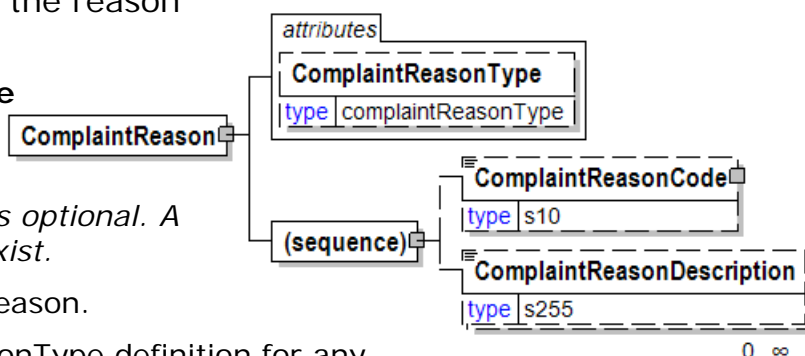 the reason
attributes
ComplaintReasonType
type complaintReasonType
e
ComplaintReason
ComplaintReasonCode
type s10
s optional. A
(sequence)
xist.
ComplaintReasonDescription
eason.
type s255
onType definition for any
0 ∞